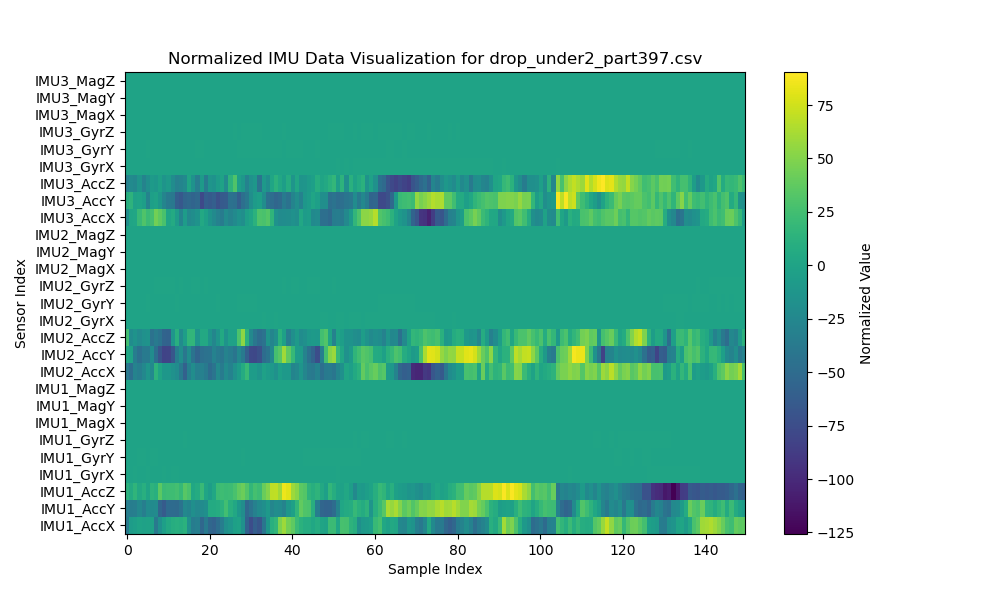 Normalized IMU Data Visualization for drop_under2_part397.csv
IMU3_MagZ
IMU3_MagY
IMU3_MagX
IMU3_GyrZ
IMU3_GyrY
IMU3_GyrX
IMU3_AccZ
IMU3_AccY
IMU3_AccX
IMU2_MagZ
IMU2_MagY
IMU2_MagX
IMU2_GyrZ
IMU2_GyrY
IMU2_GyrX
IMU2_AccZ
IMU2_AccY
IMU2_AccX
IMU1_MagZ
IMU1_MagY
IMU1_MagX
IMU1_GyrZ
IMU1_GyrY
IMU1_GyrX
IMU1_AccZ
IMU1_AccY
IMU1_AccX
Sensor Index
0 20 40 60 80 100 120 140
Sample Index
75
50
25
0
−25
−50
−75
−100
−125
Normalized Value